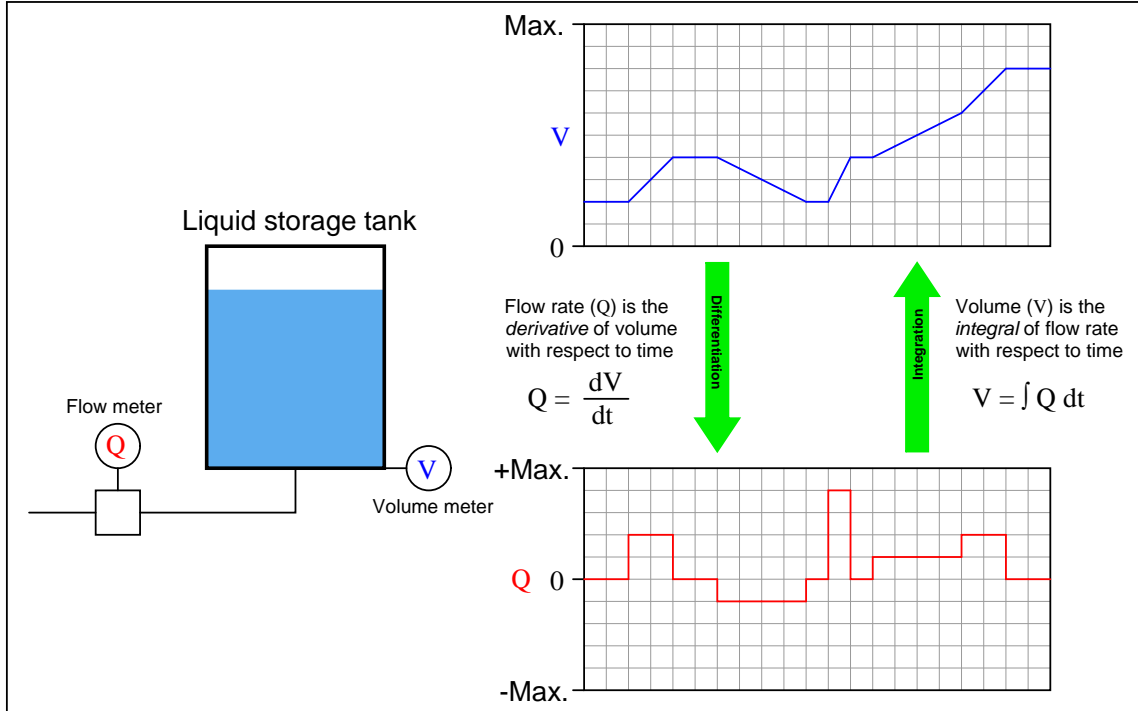 Max.
V
0
Liquid storage tank
Flow meter
Q
V
Volume meter
Flow rate (Q) is the
derivative of volume
with respect to time
Q = dV
dt
Differentiation
Integration
Volume (V) is the
integral of flow rate
with respect to time
V = ∫ Q dt
+Max.
Q 0
-Max.